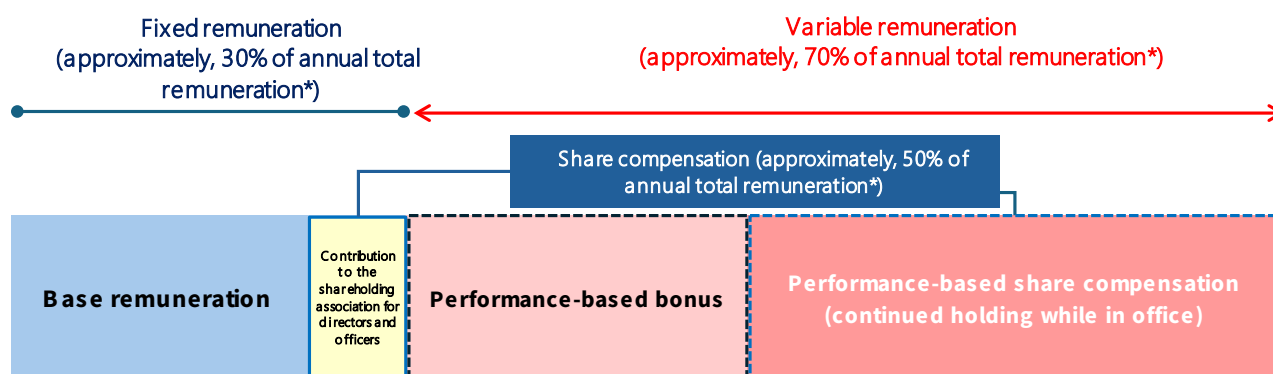 Fixed remuneration
(approximately, 30% of annual total
remuneration*)
Variable remuneration
(approximately, 70% of annual total remuneration*)
Share compensation (approximately, 50% of
annual total remuneration*)
Base remuneration
Contribution
to the
shareholding
association for
directors and
officers
Performance-based bonus
Performance-based share compensation
(continued holding while in office)